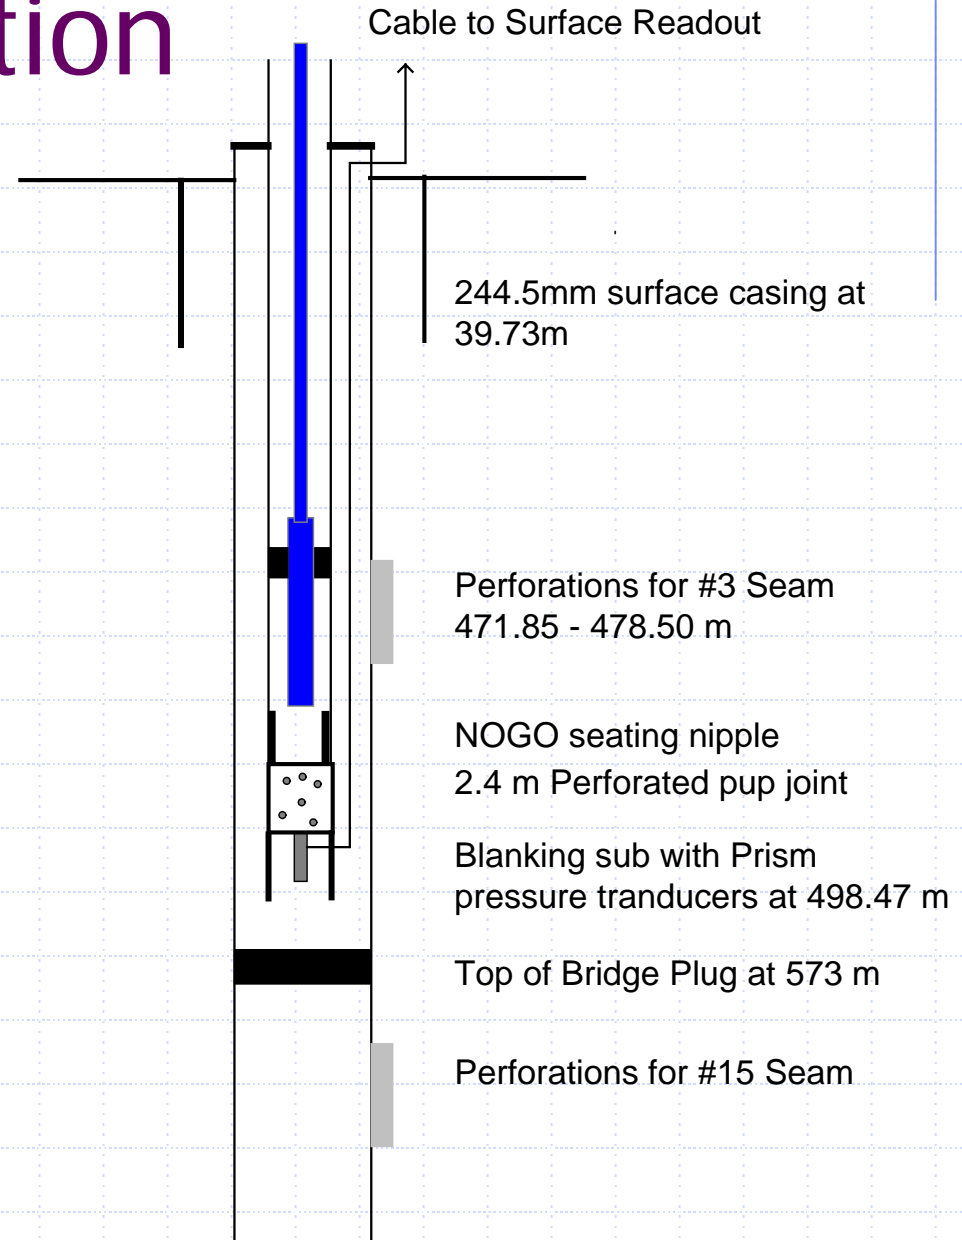 tion
Cable to Surface Readout
244.5mm surface casing at
39.73m
Perforations for #3 Seam
471.85 - 478.50 m
NOGO seating nipple
2.4 m Perforated pup joint
Blanking sub with Prism
pressure tranducers at 498.47 m
Top of Bridge Plug at 573 m
Perforations for #15 Seam